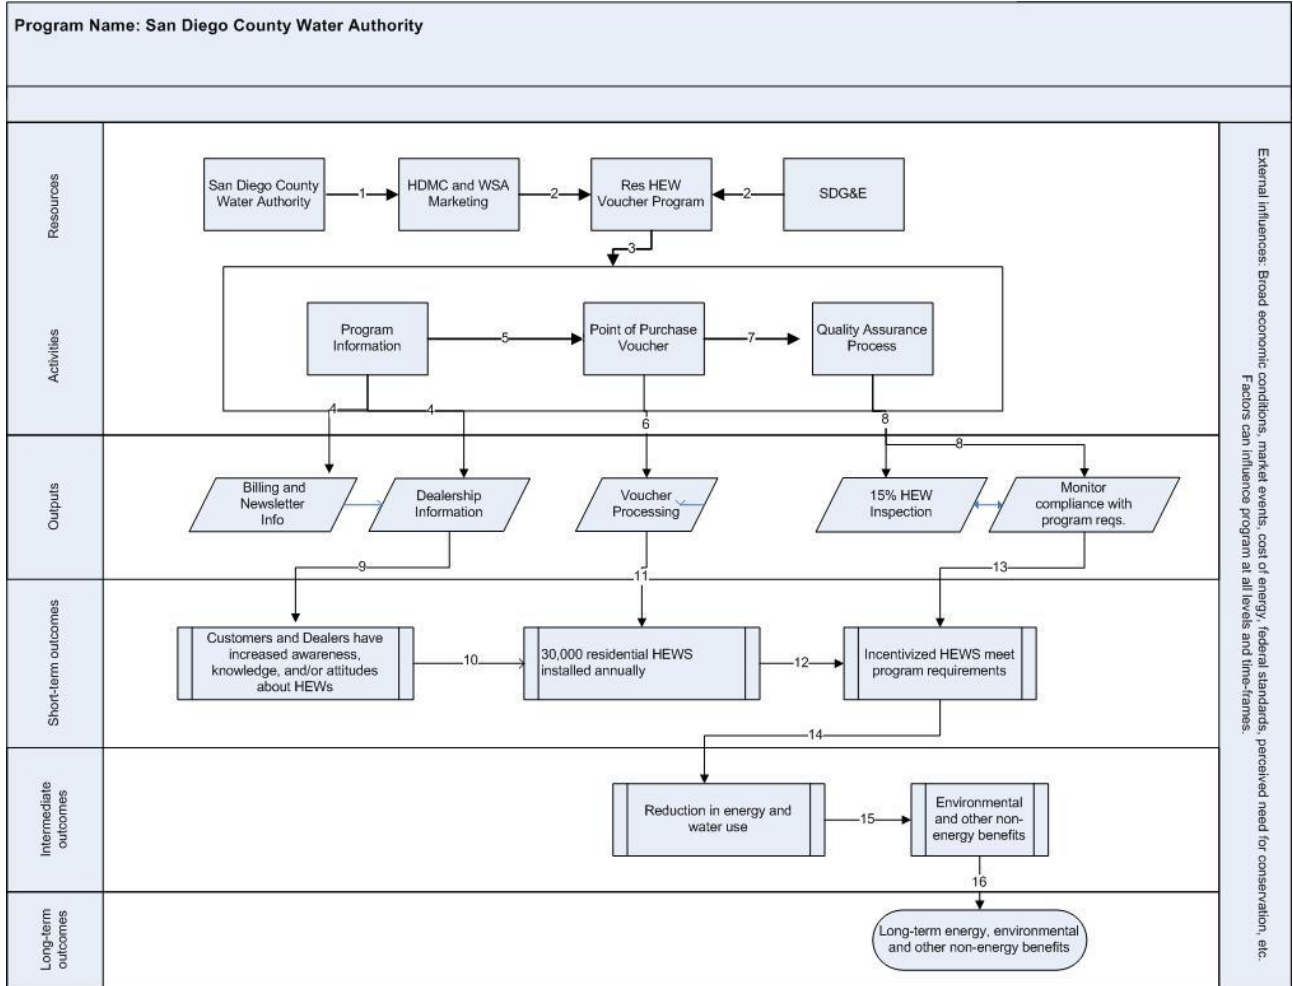 Program Name: San Diego County Water Authority
Resources
San Diego County
Water Authority
1
HDMC and WSA
Marketing
2
Res HEW
Voucher Program
2
SDG&E
3
Activities
Program
Information
5
Point of Purchase
Voucher
7
Quality Assurance
Process
4
4
6
8
8
Outputs
Billing and
Newsletter
Info
Dealership
Information
Voucher
Processing
15% HEW
Inspection
Monitor
compliance with
program reqs.
9
11
13
Short-term outcomes
Customers and Dealers have
increased awareness,
knowledge, and/or attitudes
about HEWs
10
30,000 residential HEWS
installed annually
12
Incentivized HEWS meet
program requirements
14
Intermediate
outcomes
Reduction in energy and
water use
15
Environmental
and other non-
energy benefits
16
Long-term
outcomes
Long-term energy, environmental
and other non-energy benefits
External influences: Broad economic conditions, market events, cost of energy, federal standards, perceived need for conservation, etc.
Factors can influence program at all levels and time-frames.